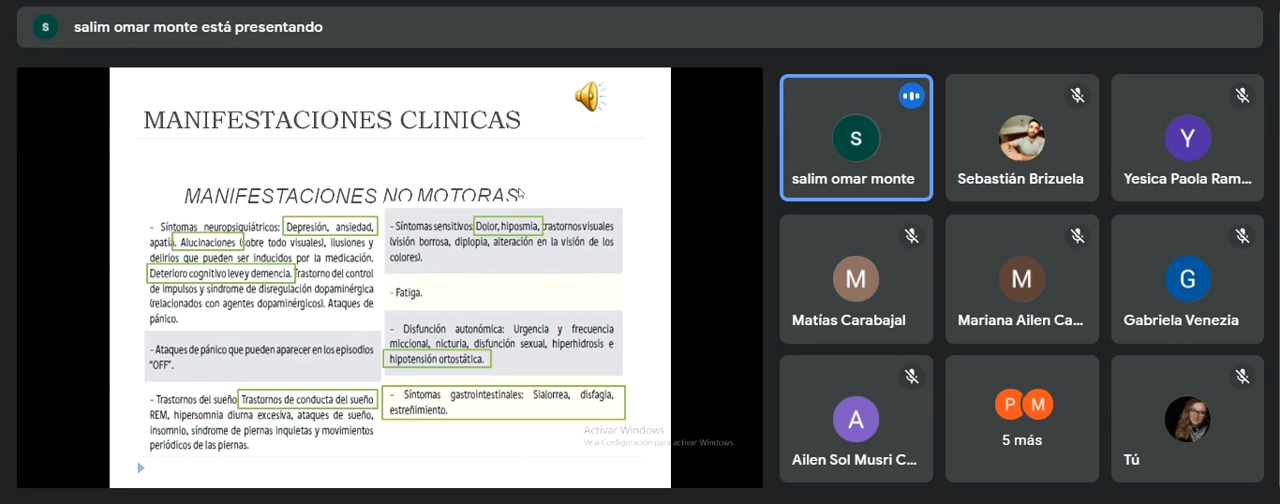 S
salim omar monte está presentando
MANIFESTACIONES CLINICAS
MANIFESTACIONES NO MOTORAS
- Síntomas neuropsiquiátricos: Depresión, ansiedad,
apatía. Alucinaciones (sobre todo visuales), ilusiones y
delirios que pueden ser inducidos por la medicación.
Deterioro cognitivo leve y demencia. Trastorno del control
de impulsos y síndrome de disregulación dopaminérgica
(relacionados con agentes dopaminérgicos). Ataques de
pánico.
- Ataques de pánico que pueden aparecer en los episodios
"OFF".
- Trastornos del sueño: Trastornos de conducta del sueño
REM, hipersomnia diurna excesiva, ataques de sueño,
insomnio, síndrome de piernas inquietas y movimientos
periódicos de las piernas.
- Síntomas sensitivos: Dolor, hiposmia, trastornos visuales
(visión borrosa, diplopia, alteración en la visión de los
colores).
- Fatiga.
- Disfunción autonómica: Urgencia y frecuencia
miccional, nicturia, disfunción sexual, hiperhidrosis e
hipotensión ortostática.
- Síntomas gastrointestinales: Sialorrea, disfagia,
estreñimiento.
Activar Windows
Ve a Configuración para activar Windows.
S
salim omar monte
Sebastián Brizuela
Y
Yesica Paola Ram...
M
Matías Carabajal
M
Mariana Ailen Ca...
G
Gabriela Venezia
A
Ailen Sol Musri C...
P M
5 más
Tú